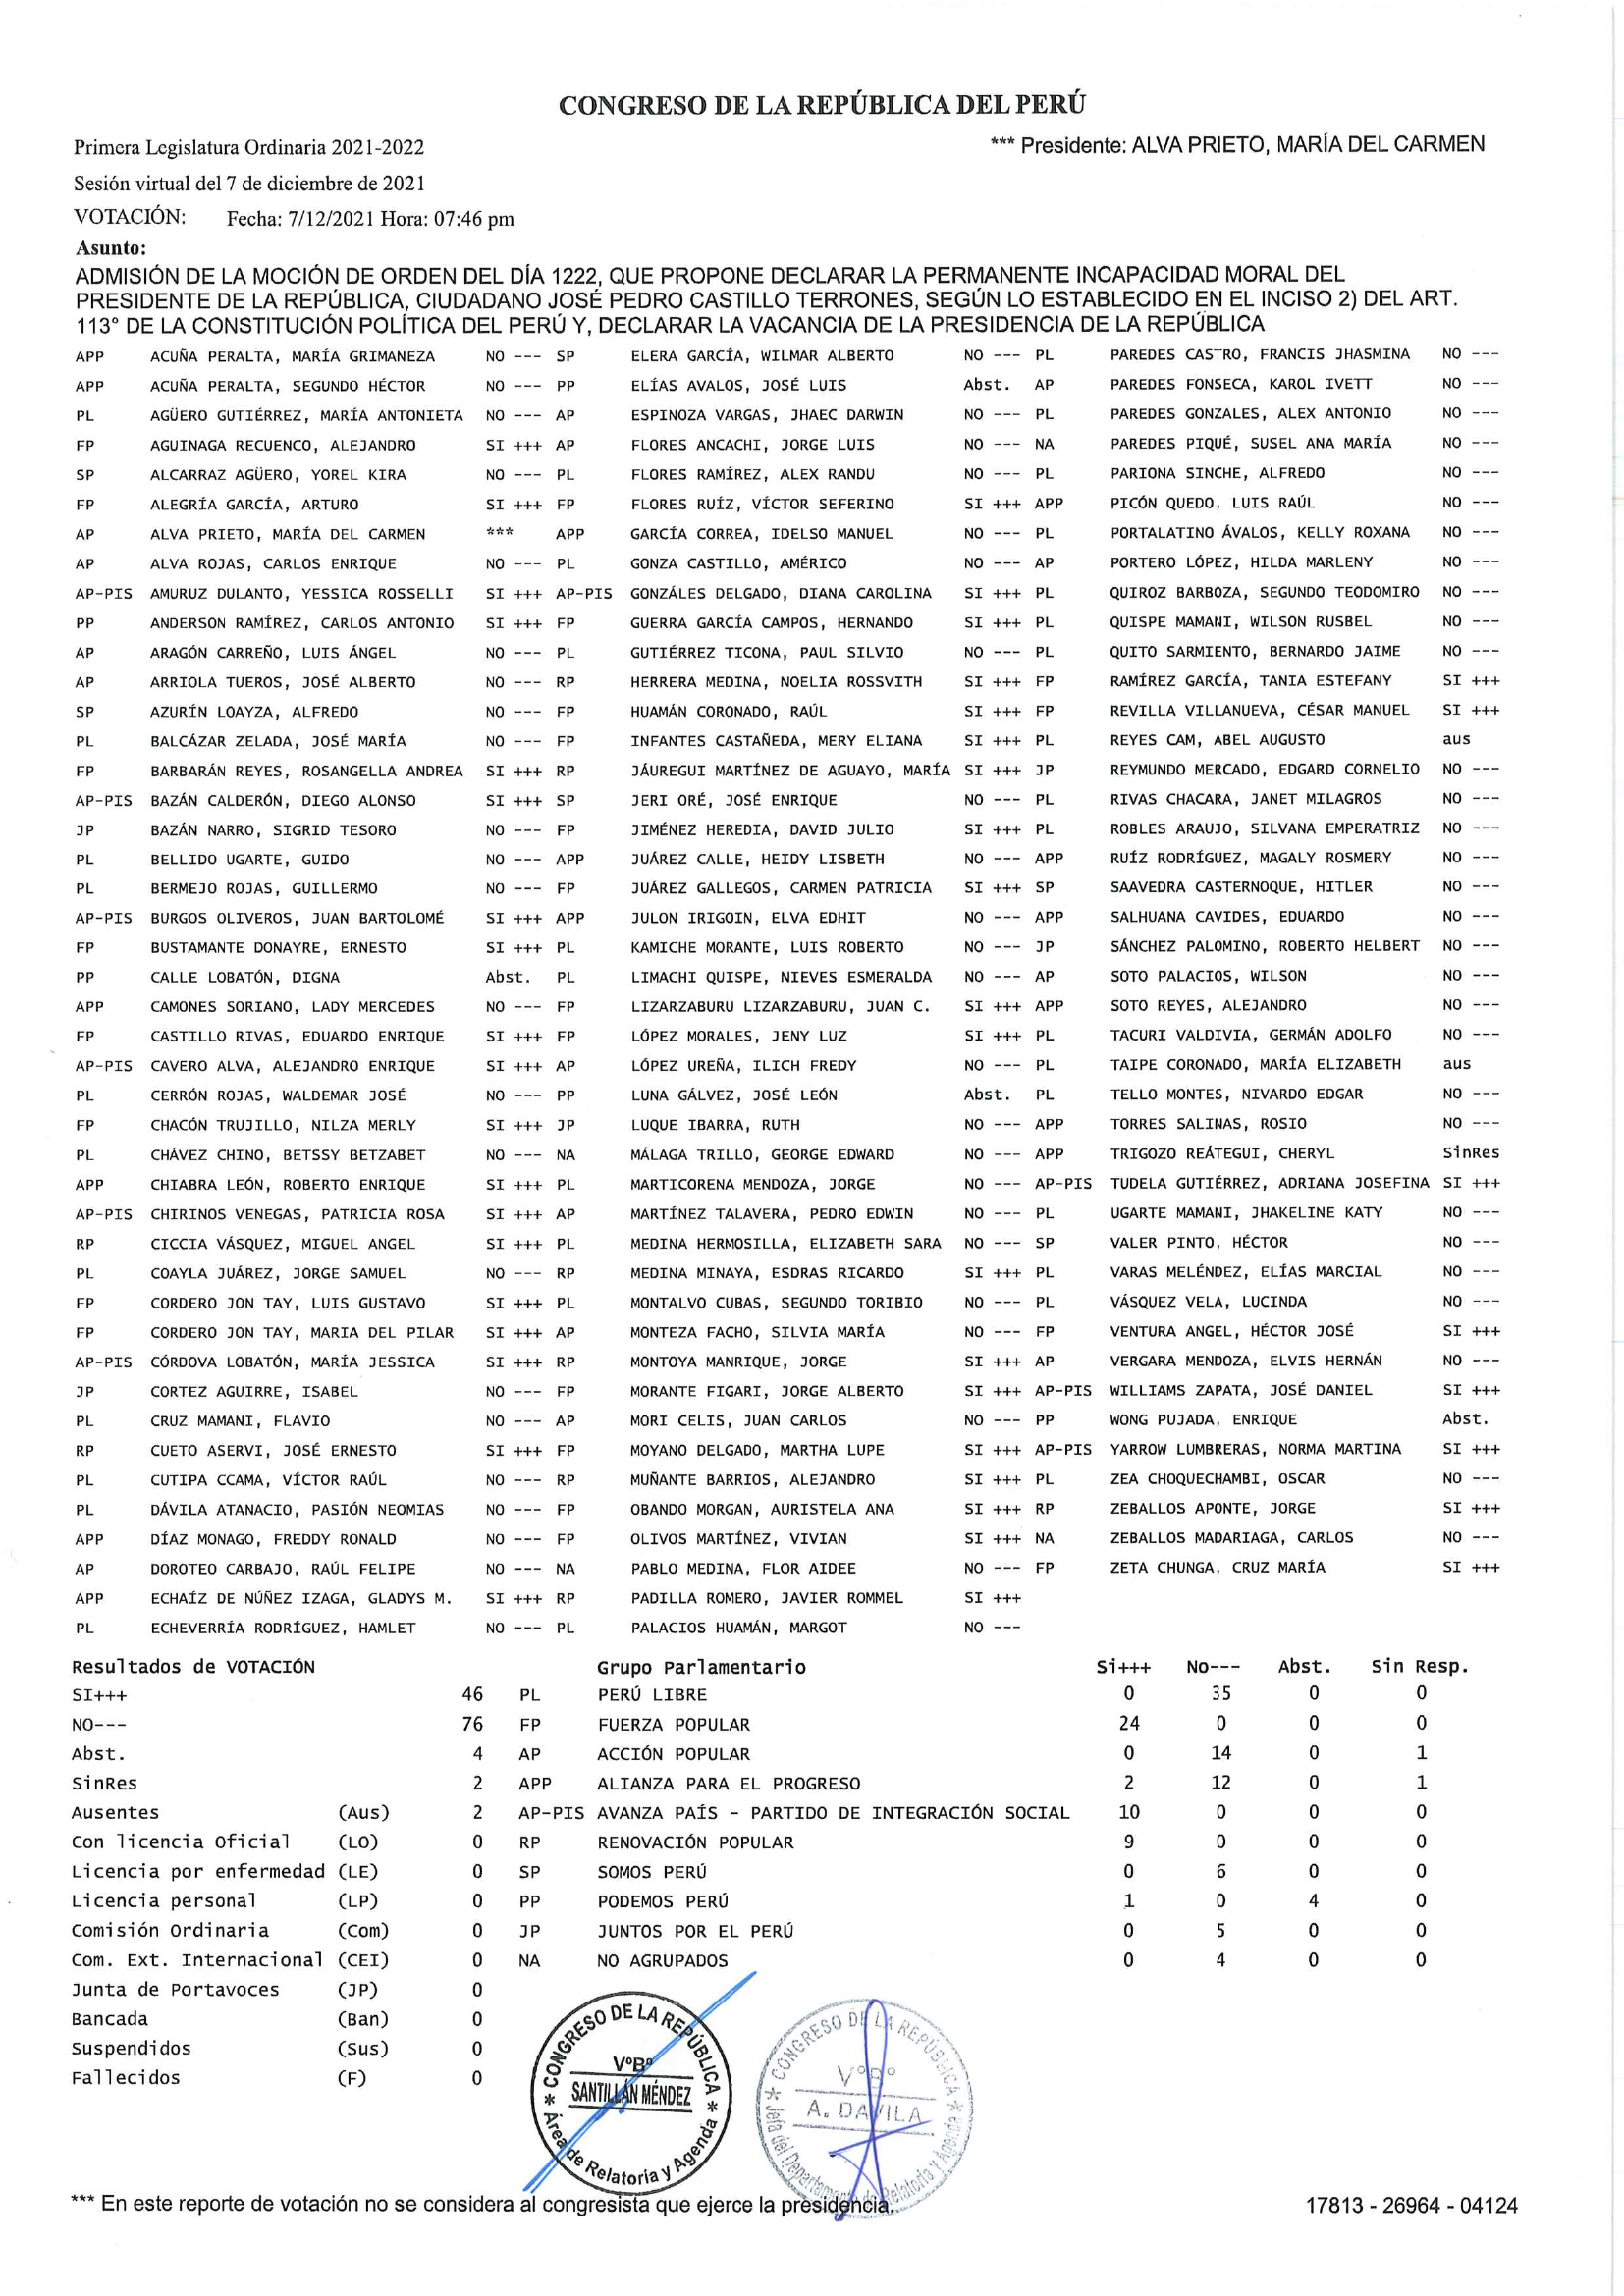 CONGRESO DE LA REPÚBLICA DEL PERÚ
Primera Legislatura Ordinaria 2021-2022 *** Presidente: ALVA PRIETO, MARÍA DEL CARMEN
Sesión virtual del 7 de diciembre de 2021
VOTACIÓN: Fecha: 7/12/2021 Hora: 07:46 pm
Asunto:
ADMISIÓN DE LA MOCIÓN DE ORDEN DEL DÍA 1222, QUE PROPONE DECLARAR LA PERMANENTE INCAPACIDAD MORAL DEL
PRESIDENTE DE LA REPÚBLICA, CIUDADANO JOSÉ PEDRO CASTILLO TERRONES, SEGÚN LO ESTABLECIDO EN EL INCISO 2) DEL ART.
113° DE LA CONSTITUCIÓN POLÍTICA DEL PERÚ Y, DECLARAR LA VACANCIA DE LA PRESIDENCIA DE LA REPÚBLICA
APP ACUÑA PERALTA, MARÍA GRIMANEZA NO --- SP ELERA GARCÍA, WILMAR ALBERTO NO --- PL PAREDES CASTRO, FRANCIS JHASMINA NO ---
APP ACUÑA PERALTA, SEGUNDO HÉCTOR NO --- PP ELÍAS AVALOS, JOSÉ LUIS Abst. AP PAREDES FONSECA, KAROL IVETT NO ---
PL AGÜERO GUTIÉRREZ, MARÍA ANTONIETA NO --- AP ESPINOZA VARGAS, JHAEC DARWIN NO --- PL PAREDES GONZALES, ALEX ANTONIO NO ---
FP AGUINAGA RECUENCO, ALEJANDRO SI +++ AP FLORES ANCACHI, JORGE LUIS NO --- NA PAREDES PIQUÉ, SUSEL ANA MARÍA NO ---
SP ALCARRAZ AGÜERO, YOREL KIRA NO --- PL FLORES RAMÍREZ, ALEX RANDU NO --- PL PARIONA SINCHE, ALFREDO NO ---
FP ALEGRÍA GARCÍA, ARTURO SI +++ FP FLORES RUÍZ, VÍCTOR SEFERINO SI +++ APP PICÓN QUEDO, LUIS RAÚL NO ---
AP ALVA PRIETO, MARÍA DEL CARMEN *** APP GARCÍA CORREA, IDELSO MANUEL NO --- PL PORTALATINO ÁVALOS, KELLY ROXANA NO ---
AP ALVA ROJAS, CARLOS ENRIQUE NO --- PL GONZA CASTILLO, AMÉRICO NO --- AP PORTERO LÓPEZ, HILDA MARLENY NO ---
AP-PIS AMURUZ DULANTO, YESSICA ROSSELLI SI +++ AP-PIS GONZÁLES DELGADO, DIANA CAROLINA SI +++ PL QUIROZ BARBOZA, SEGUNDO TEODOMIRO NO ---
PP ANDERSON RAMÍREZ, CARLOS ANTONIO SI +++ FP GUERRA GARCÍA CAMPOS, HERNANDO SI +++ PL QUISPE MAMANI, WILSON RUSBEL NO ---
AP ARAGÓN CARREÑO, LUIS ÁNGEL NO --- PL GUTIÉRREZ TICONA, PAUL SILVIO NO --- PL QUITO SARMIENTO, BERNARDO JAIME NO ---
AP ARRIOLA TUEROS, JOSÉ ALBERTO NO --- RP HERRERA MEDINA, NOELIA ROSSVITH SI +++ FP RAMÍREZ GARCÍA, TANIA ESTEFANY SI +++
SP AZURÍN LOAYZA, ALFREDO NO --- FP HUAMÁN CORONADO, RAÚL SI +++ FP REVILLA VILLANUEVA, CÉSAR MANUEL SI +++
PL BALCÁZAR ZELADA, JOSÉ MARÍA NO --- FP INFANTES CASTAÑEDA, MERY ELIANA SI +++ PL REYES CAM, ABEL AUGUSTO aus
FP BARBARÁN REYES, ROSANGELLA ANDREA SI +++ RP JÁUREGUI MARTÍNEZ DE AGUAYO, MARÍA SI +++ JP REYMUNDO MERCADO, EDGARD CORNELIO NO ---
AP-PIS BAZÁN CALDERÓN, DIEGO ALONSO SI +++ SP JERI ORÉ, JOSÉ ENRIQUE NO --- PL RIVAS CHACARA, JANET MILAGROS NO ---
JP BAZÁN NARRO, SIGRID TESORO NO --- FP JIMÉNEZ HEREDIA, DAVID JULIO SI +++ PL ROBLES ARAUJO, SILVANA EMPERATRIZ NO ---
PL BELLIDO UGARTE, GUIDO NO --- APP JUÁREZ CALLE, HEIDY LISBETH NO --- APP RUÍZ RODRÍGUEZ, MAGALY ROSMERY NO ---
PL BERMEJO ROJAS, GUILLERMO NO --- FP JUÁREZ GALLEGOS, CARMEN PATRICIA SI +++ SP SAAVEDRA CASTERNOQUE, HITLER NO ---
AP-PIS BURGOS OLIVEROS, JUAN BARTOLOMÉ SI +++ APP JULON IRIGOIN, ELVA EDHIT NO --- APP SALHUANA CAVIDES, EDUARDO NO ---
FP BUSTAMANTE DONAYRE, ERNESTO SI +++ PL KAMICHE MORANTE, LUIS ROBERTO NO --- JP SÁNCHEZ PALOMINO, ROBERTO HELBERT NO ---
PP CALLE LOBATÓN, DIGNA Abst. PL LIMACHI QUISPE, NIEVES ESMERALDA NO --- AP SOTO PALACIOS, WILSON NO ---
APP CAMONES SORIANO, LADY MERCEDES NO --- FP LIZARZABURU LIZARZABURU, JUAN C. SI +++ APP SOTO REYES, ALEJANDRO NO ---
FP CASTILLO RIVAS, EDUARDO ENRIQUE SI +++ FP LÓPEZ MORALES, JENY LUZ SI +++ PL TACURI VALDIVIA, GERMÁN ADOLFO NO ---
AP-PIS CAVERO ALVA, ALEJANDRO ENRIQUE SI +++ AP LÓPEZ UREÑA, ILICH FREDY NO --- PL TAIPE CORONADO, MARÍA ELIZABETH aus
PL CERRÓN ROJAS, WALDEMAR JOSÉ NO --- PP LUNA GÁLVEZ, JOSÉ LEÓN Abst. PL TELLO MONTES, NIVARDO EDGAR NO ---
FP CHACÓN TRUJILLO, NILZA MERLY SI +++ JP LUQUE IBARRA, RUTH NO --- APP TORRES SALINAS, ROSIO NO ---
PL CHÁVEZ CHINO, BETSSY BETZABET NO --- NA MÁLAGA TRILLO, GEORGE EDWARD NO --- APP TRIGOZO REÁTEGUI, CHERYL SinRes
APP CHIABRA LEÓN, ROBERTO ENRIQUE SI +++ PL MARTICORENA MENDOZA, JORGE NO --- AP-PIS TUDELA GUTIÉRREZ, ADRIANA JOSEFINA SI +++
AP-PIS CHIRINOS VENEGAS, PATRICIA ROSA SI +++ AP MARTÍNEZ TALAVERA, PEDRO EDWIN NO --- PL UGARTE MAMANI, JHAKELINE KATY NO ---
RP CICCIA VÁSQUEZ, MIGUEL ANGEL SI +++ PL MEDINA HERMOSILLA, ELIZABETH SARA NO --- SP VALER PINTO, HÉCTOR NO ---
PL COAYLA JUÁREZ, JORGE SAMUEL NO --- RP MEDINA MINAYA, ESDRAS RICARDO SI +++ PL VARAS MELÉNDEZ, ELÍAS MARCIAL NO ---
FP CORDERO JON TAY, LUIS GUSTAVO SI +++ PL MONTALVO CUBAS, SEGUNDO TORIBIO NO --- PL VÁSQUEZ VELA, LUCINDA NO ---
FP CORDERO JON TAY, MARIA DEL PILAR SI +++ AP MONTEZA FACHO, SILVIA MARÍA NO --- FP VENTURA ANGEL, HÉCTOR JOSÉ SI +++
AP-PIS CÓRDOVA LOBATÓN, MARÍA JESSICA SI +++ RP MONTOYA MANRIQUE, JORGE SI +++ AP VERGARA MENDOZA, ELVIS HERNÁN NO ---
JP CORTEZ AGUIRRE, ISABEL NO --- FP MORANTE FIGARI, JORGE ALBERTO SI +++ AP-PIS WILLIAMS ZAPATA, JOSÉ DANIEL SI +++
PL CRUZ MAMANI, FLAVIO NO --- AP MORI CELIS, JUAN CARLOS NO --- PP WONG PUJADA, ENRIQUE Abst.
RP CUETO ASERVI, JOSÉ ERNESTO SI +++ FP MOYANO DELGADO, MARTHA LUPE SI +++ AP-PIS YARROW LUMBRERAS, NORMA MARTINA SI +++
PL CUTIPA CCAMA, VÍCTOR RAÚL NO --- RP MUÑANTE BARRIOS, ALEJANDRO SI +++ PL ZEA CHOQUECHAMBI, OSCAR NO ---
PL DÁVILA ATANACIO, PASIÓN NEOMIAS NO --- FP OBANDO MORGAN, AURISTELA ANA SI +++ RP ZEBALLOS APONTE, JORGE SI +++
APP DÍAZ MONAGO, FREDDY RONALD NO --- FP OLIVOS MARTÍNEZ, VIVIAN SI +++ NA ZEBALLOS MADARIAGA, CARLOS NO ---
AP DOROTEO CARBAJO, RAÚL FELIPE NO --- NA PABLO MEDINA, FLOR AIDEE NO --- FP ZETA CHUNGA, CRUZ MARÍA SI +++
APP ECHAÍZ DE NÚÑEZ IZAGA, GLADYS M. SI +++ RP PADILLA ROMERO, JAVIER ROMMEL SI +++
PL ECHEVERRÍA RODRÍGUEZ, HAMLET NO --- PL PALACIOS HUAMÁN, MARGOT NO ---
Resultados de VOTACIÓN Grupo Parlamentario Si+++ No--- Abst. Sin Resp.
SI+++ 46 PL PERÚ LIBRE 0 35 0 0
NO--- 76 FP FUERZA POPULAR 24 0 0 0
Abst. 4 AP ACCIÓN POPULAR 0 14 0 1
SinRes 2 APP ALIANZA PARA EL PROGRESO 2 12 0 1
Ausentes (Aus) 2 AP-PIS AVANZA PAÍS - PARTIDO DE INTEGRACIÓN SOCIAL 10 0 0 0
Con licencia Oficial (LO) 0 RP RENOVACIÓN POPULAR 9 0 0 0
Licencia por enfermedad (LE) 0 SP SOMOS PERÚ 0 6 0 0
Licencia personal (LP) 0 PP PODEMOS PERÚ 1 0 4 0
Comisión Ordinaria (Com) 0 JP JUNTOS POR EL PERÚ 0 5 0 0
Com. Ext. Internacional (CEI) 0 NA NO AGRUPADOS 0 4 0 0
Junta de Portavoces (JP) 0
Bancada (Ban) 0
Suspendidos (Sus) 0
Fallecidos (F) 0
* CONGRESO DE LA REPÚBLICA *
V°B°
SANTILLÁN MÉNDEZ
Área de Relatoría y Agenda
* CONGRESO DE LA REPÚBLICA *
V°B°
A. DAVILA
Jefa del Departamento de Relatoría y Agenda
*** En este reporte de votación no se considera al congresista que ejerce la presidencia.
17813 - 26964 - 04124